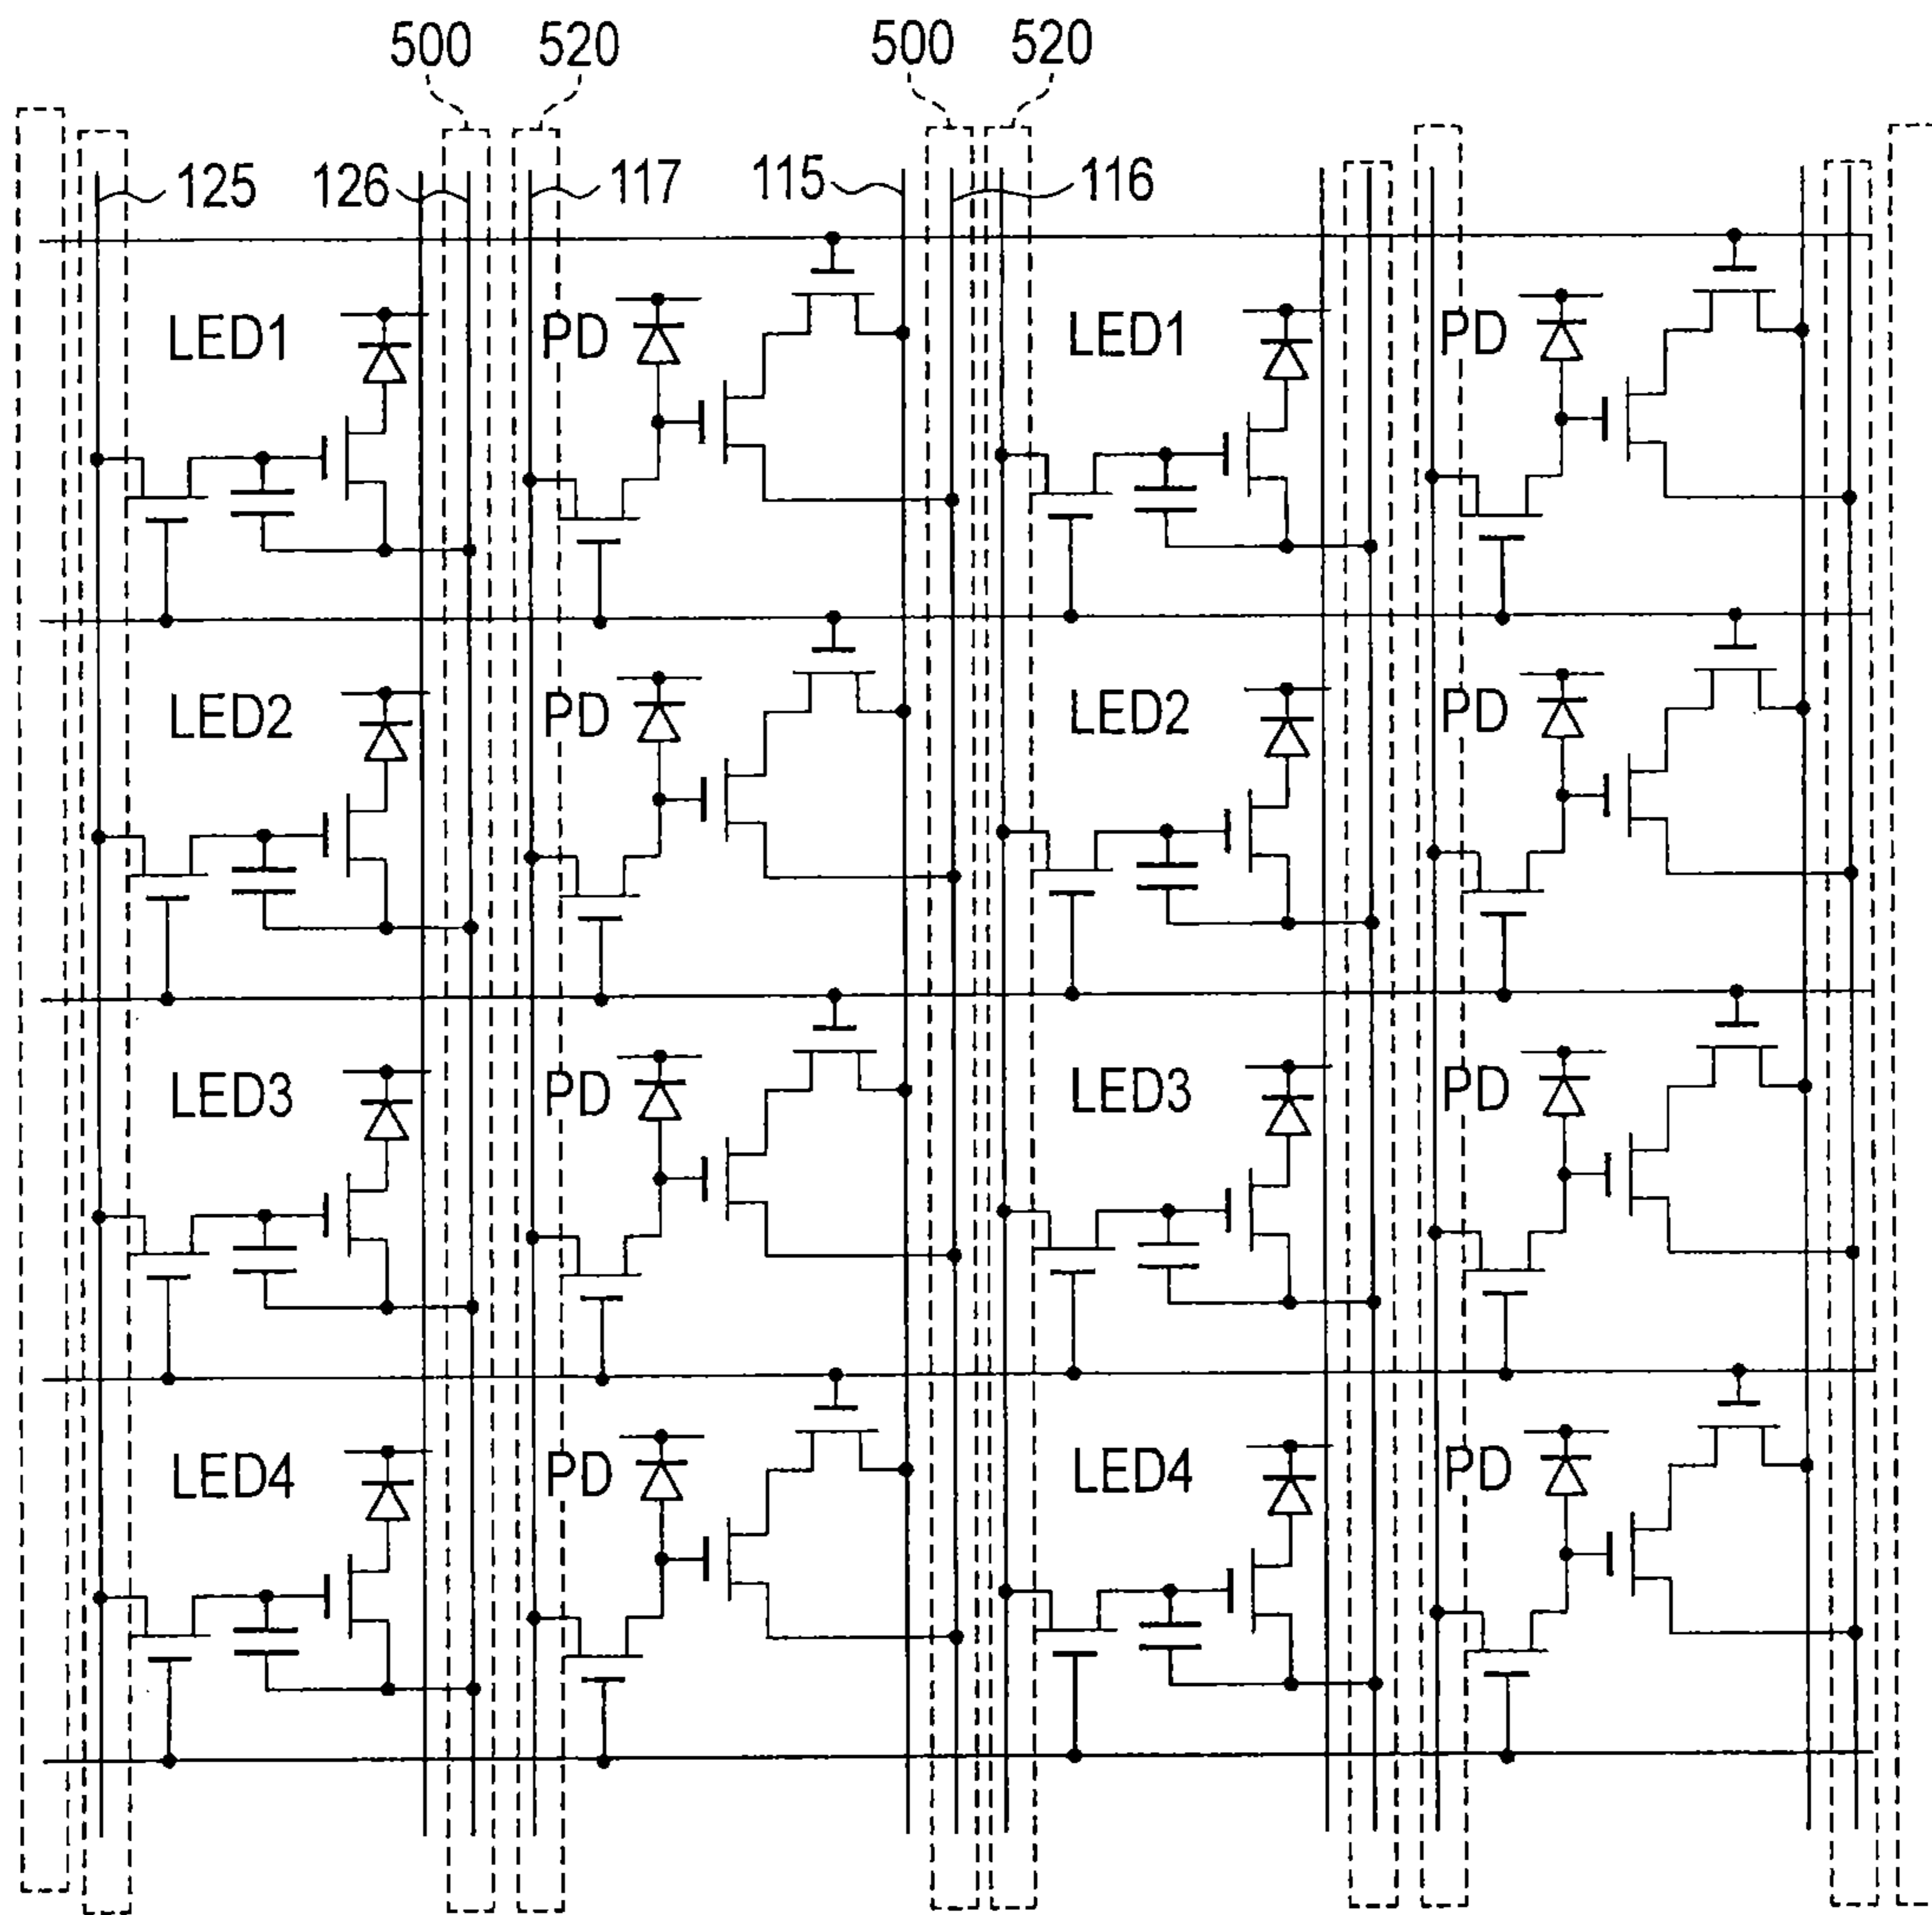 500 520 500 520
125 126 117 115 116
LED1 PD LED1 PD
LED2 PD LED2 PD
LED3 PD LED3 PD
LED4 PD LED4 PD